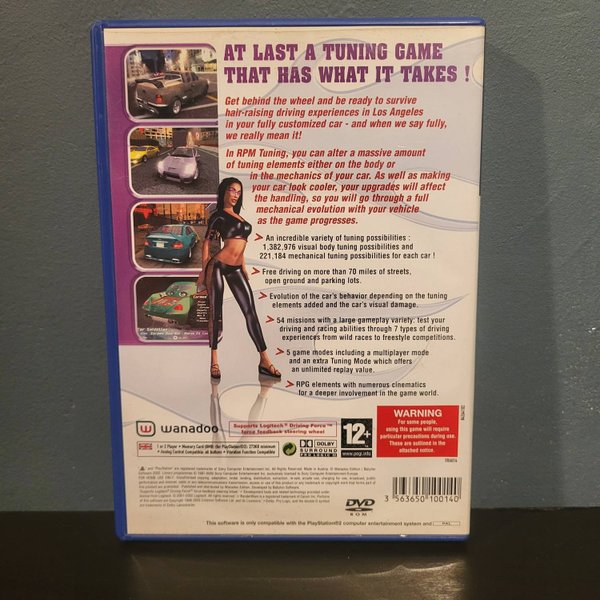 AT LAST A TUNING GAME
THAT HAS WHAT IT TAKES !
Get behind the wheel and be ready to survive
hair-raising driving experiences in Los Angeles
in your fully customized car - and when we say fully,
we really mean it!
In RPM Tuning, you can alter a massive amount
of tuning elements either on the body or
in the mechanics of your car. As well as making
your car look cooler, your upgrades will affect
the handling, so you will go through a full
mechanical evolution with your vehicle
as the game progresses.
An incredible variety of tuning possibilities :
1,382,976 visual body tuning possibilities and
221,184 mechanical tuning possibilities for each car !
Free driving on more than 70 miles of streets,
open ground and parking lots.
Evolution of the car's behavior depending on the tuning
elements added and the car's visual damage.
54 missions with a large gameplay variety: test your
driving and racing abilities through 7 types of driving
experiences from wild races to freestyle competitions.
5 game modes including a multiplayer mode
and an extra Tuning Mode which offers
an unlimited replay value.
RPG elements with numerous cinematics
for a deeper involvement in the game world.
wanadoo
Supports Logitech® Driving Force™
force feedback steering wheel
DOLBY
SURROUND
PRO LOGIC II
12+
www.pegi.info
WARNING
For some people,
using this game will require
particular precautions during use.
These are outlined in the
attached notice.
DVD
ROM
3 563650 100140
This software is only compatible with the PlayStation®2 computer entertainment system and
PAL